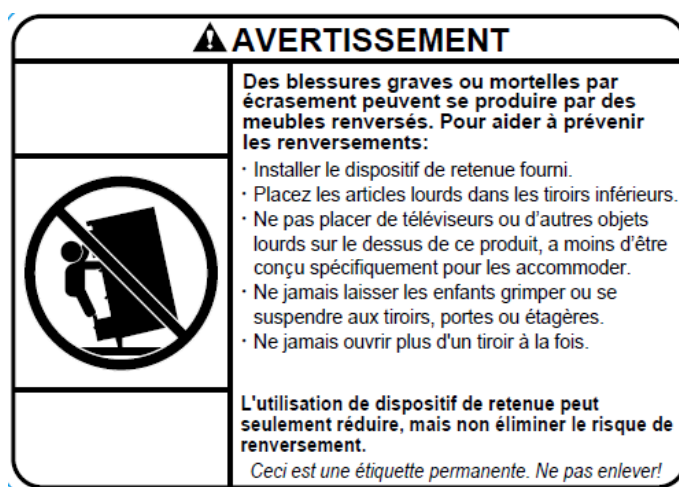 AVERTISSEMENT
Des blessures graves ou mortelles par
écrasement peuvent se produire par des
meubles renversés. Pour aider à prévenir
les renversements:
· Installer le dispositif de retenue fourni.
· Placez les articles lourds dans les tiroirs inférieurs.
· Ne pas placer de téléviseurs ou d'autres objets
lourds sur le dessus de ce produit, a moins d'être
conçu spécifiquement pour les accommoder.
· Ne jamais laisser les enfants grimper ou se
suspendre aux tiroirs, portes ou étagères.
· Ne jamais ouvrir plus d'un tiroir à la fois.
L'utilisation de dispositif de retenue peut
seulement réduire, mais non éliminer le risque de
renversement.
Ceci est une étiquette permanente. Ne pas enlever!